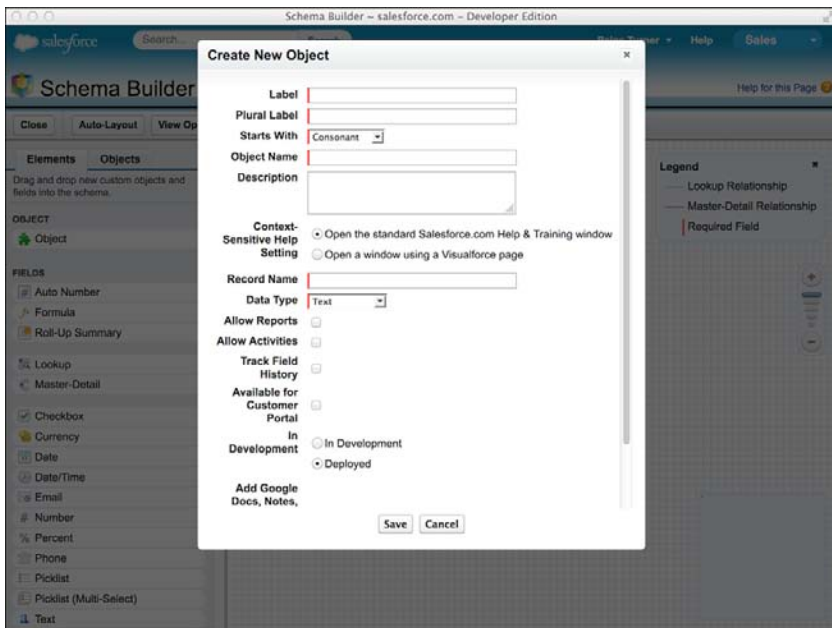 Schema Builder ~ salesforce.com ~ Developer Edition
salesforce
Search...
Help
Sales
Schema Builder
Help for this Page
Close
Auto-Layout
View Op
Elements
Objects
Drag and drop new custom objects and
fields into the schema.
OBJECT
Object
FIELDS
Auto Number
Formula
Roll-Up Summary
Lookup
Master-Detail
Checkbox
Currency
Date
Date/Time
Email
Number
Percent
Phone
Picklist
Picklist (Multi-Select)
Text
Create New Object
Label
Plural Label
Starts With
Consonant
Object Name
Description
Context-
Sensitive Help
Setting
Open the standard Salesforce.com Help & Training window
Open a window using a Visualforce page
Record Name
Data Type
Text
Allow Reports
Allow Activities
Track Field
History
Available for
Customer
Portal
In
Development
In Development
Deployed
Add Google
Docs, Notes,
Save
Cancel
Legend
Lookup Relationship
Master-Detail Relationship
Required Field